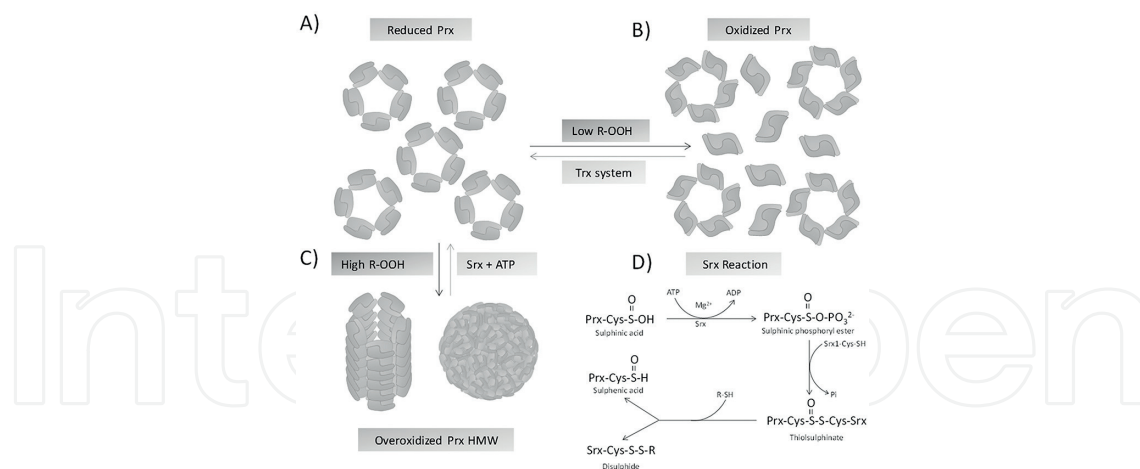 A)
Reduced Prx
B)
Oxidized Prx
Low R-OOH
Trx system
C)
High R-OOH
Srx + ATP
Overoxidized Prx HMW
D)
Srx Reaction
O
Prx-Cys-S-OH
Sulphinic acid
ATP
Mg²⁺
ADP
Srx
O
Prx-Cys-S-O-PO₃²⁻
Sulphinic phosphoryl ester
Srx1-Cys-SH
Pi
O
Prx-Cys-S-S-Cys-Srx
Thiolsulphinate
R-SH
O
Prx-Cys-S-H
Sulphenic acid
Srx-Cys-S-S-R
Disulphide
Inte
pen